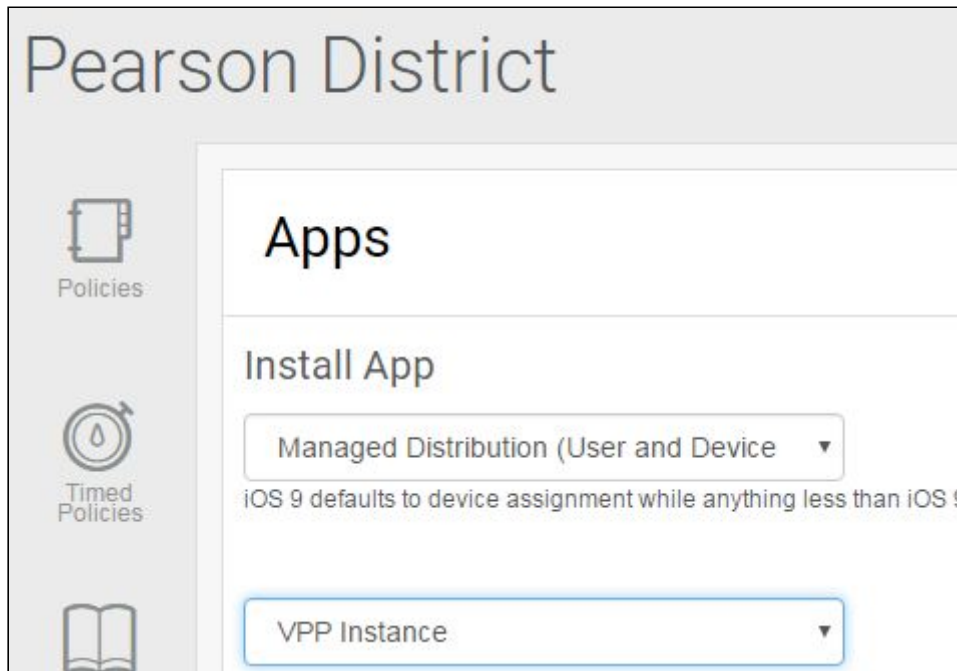 Pearson District
Policies
Apps
Install App
Managed Distribution (User and Device
Timed
Policies
iOS 9 defaults to device assignment while anything less than iOS 9
VPP Instance